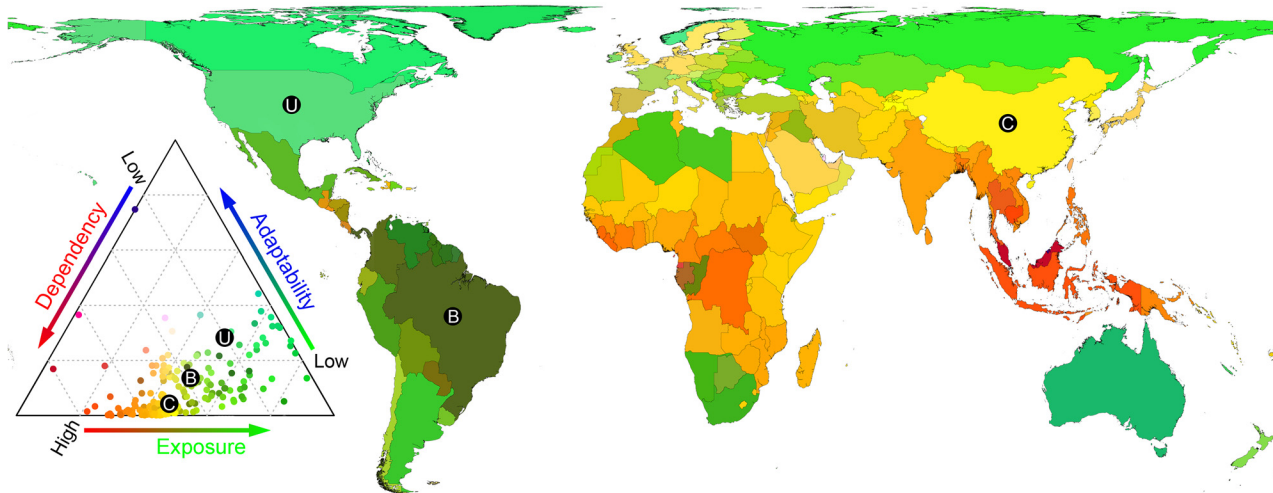 U
C
B
Low
Dependency
Adaptability
U
B
C
Low
High
Exposure